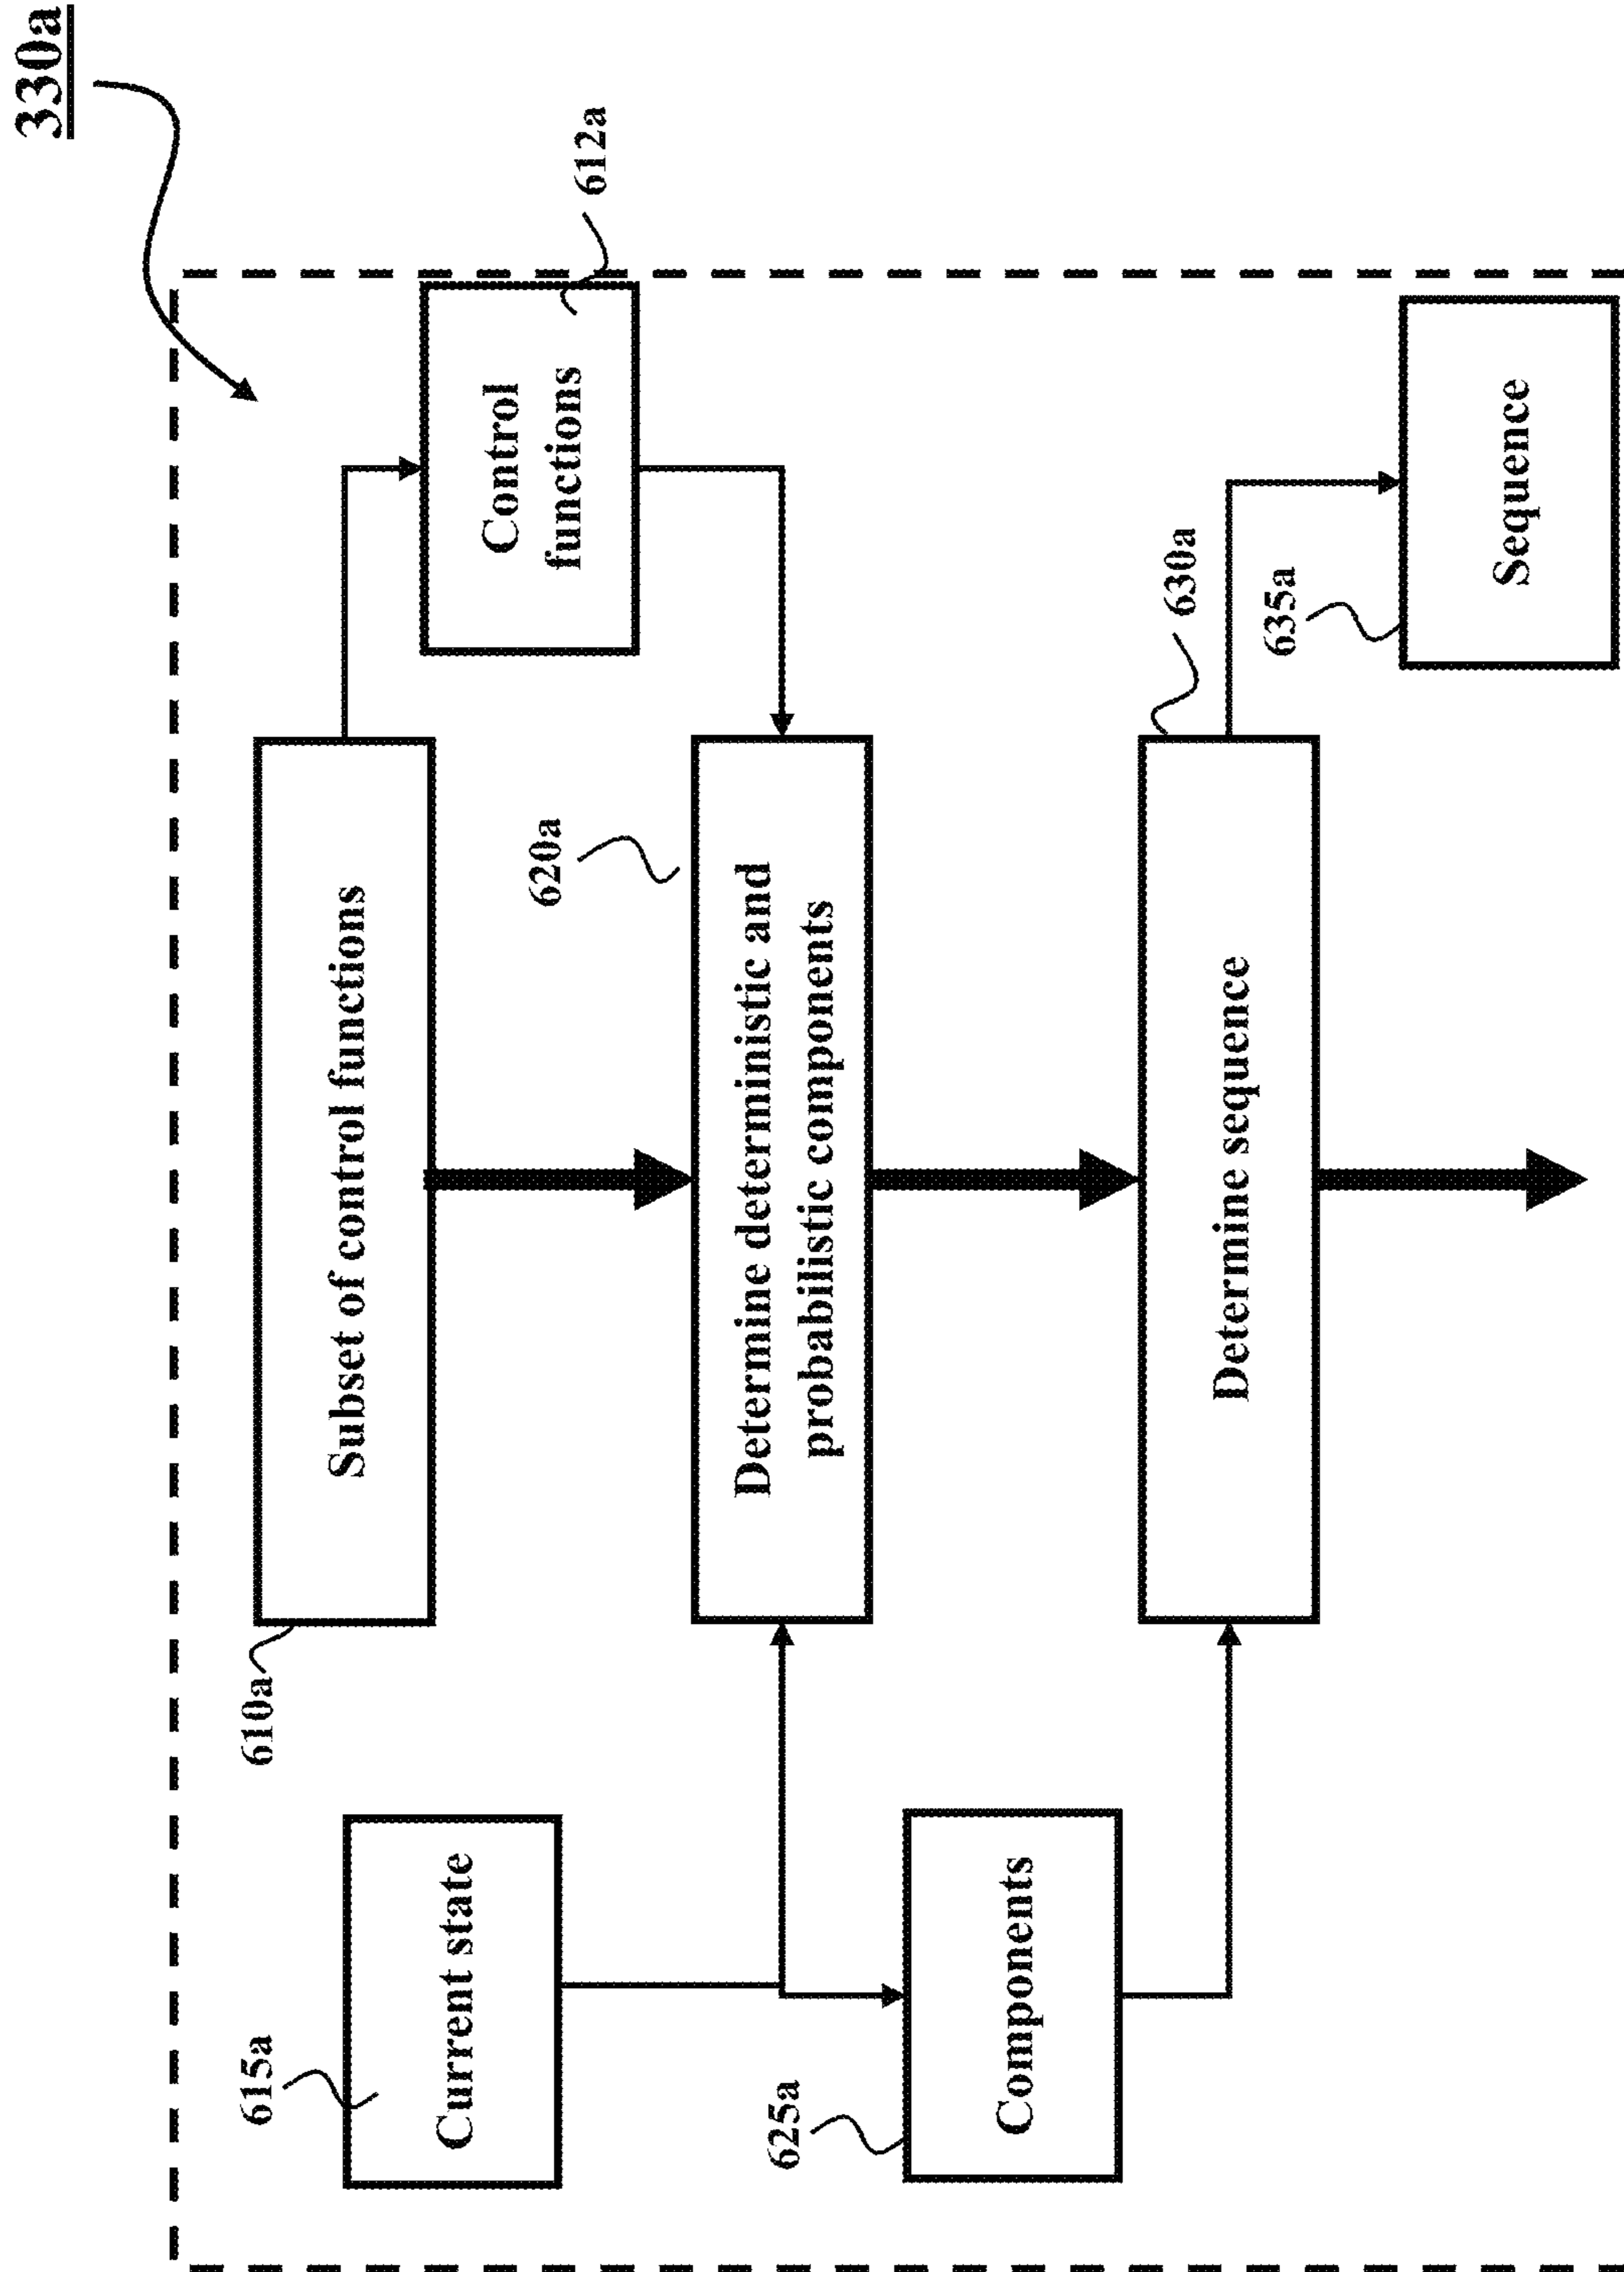 330a
610a
Subset of control functions
612a
Control
functions
615a
Current state
620a
Determine deterministic and
probabilistic components
625a
Components
630a
Determine sequence
635a
Sequence